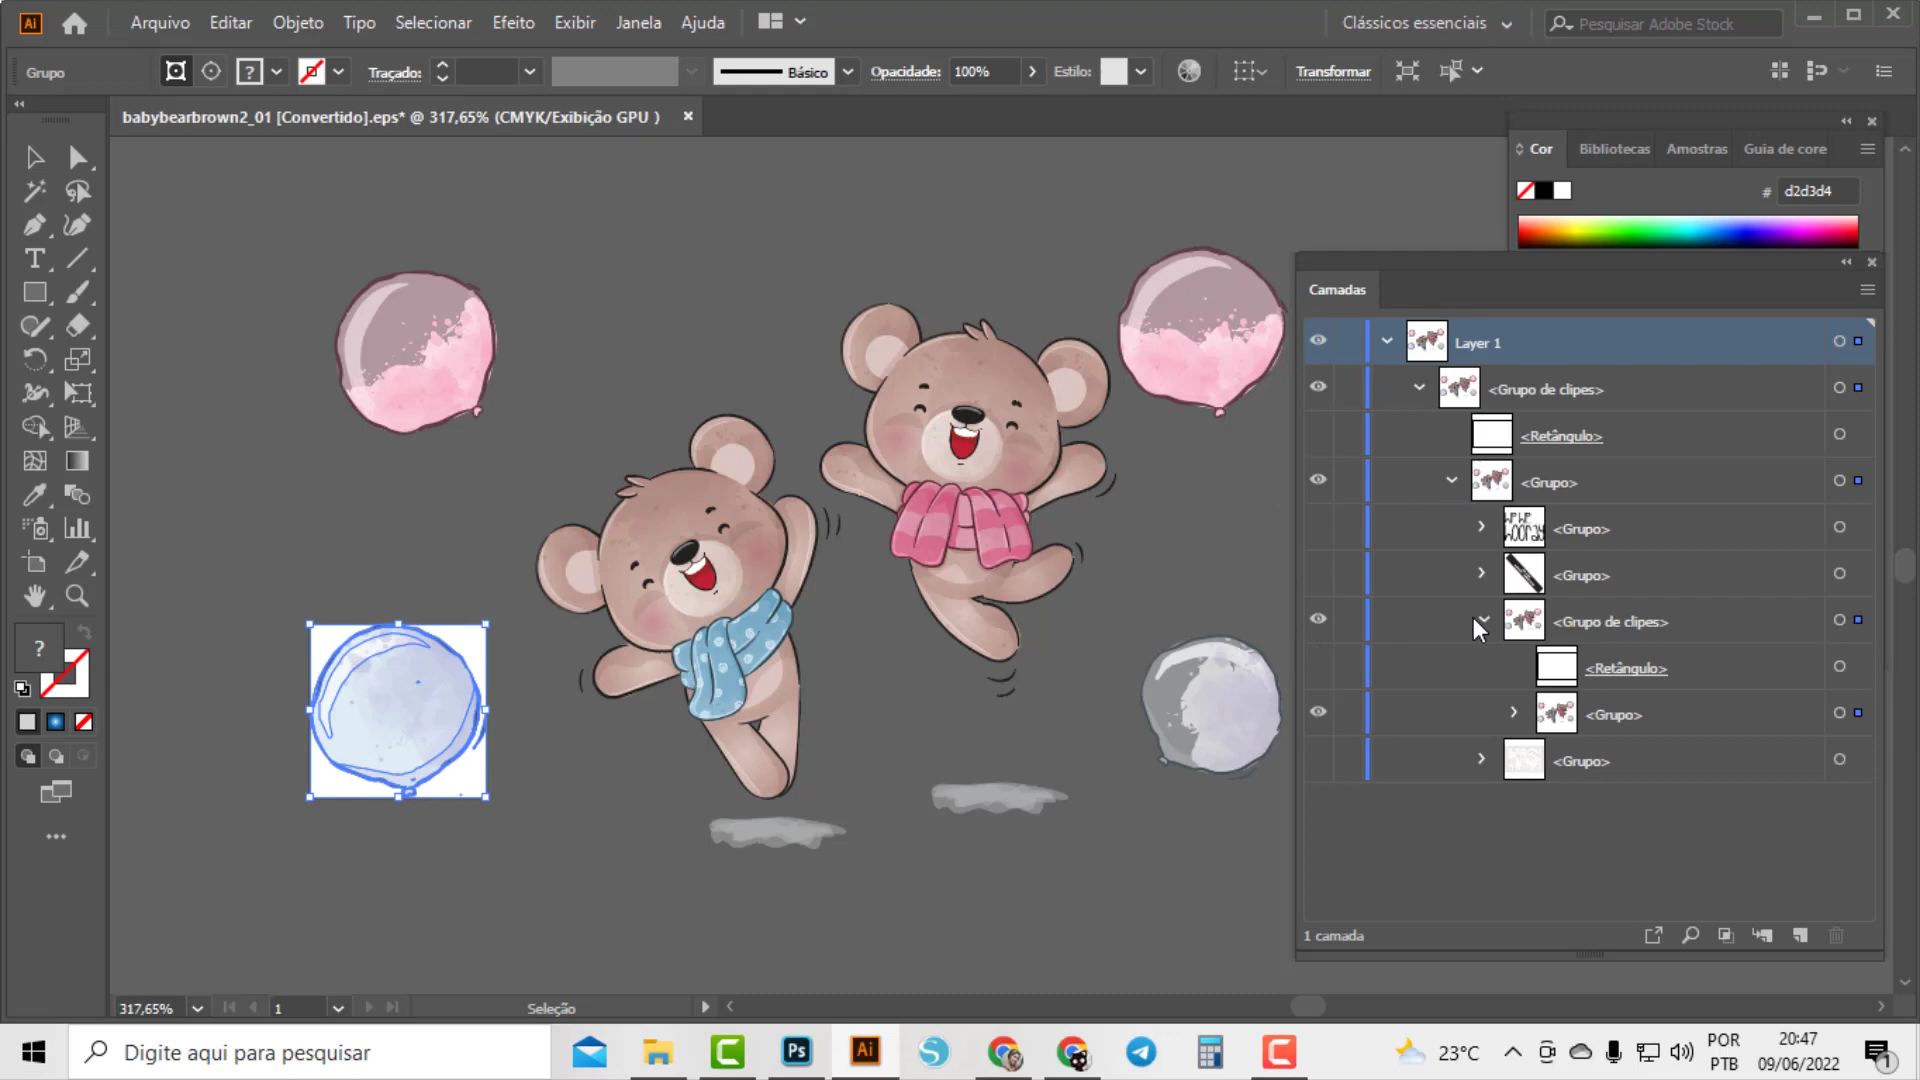 Ai Arquivo Editar Objeto Tipo Selecionar Efeito Exibir Janela Ajuda Clássicos essenciais Pesquisar Adobe Stock
Grupo ? Traçado: Básico Opacidade: 100% Estilo: Transformar
babybearbrown2_01 [Convertido].eps* @ 317,65% (CMYK/Exibição GPU ) ×
Cor Bibliotecas Amostras Guia de core
# d2d3d4
Camadas
Layer 1
<Grupo de clipes>
<Retângulo>
<Grupo>
<Grupo>
<Grupo>
<Grupo de clipes>
<Retângulo>
<Grupo>
<Grupo>
?
1 camada
317,65% 1 Seleção
Digite aqui para pesquisar
Ps Ai
23°C
POR
PTB
20:47
09/06/2022
1